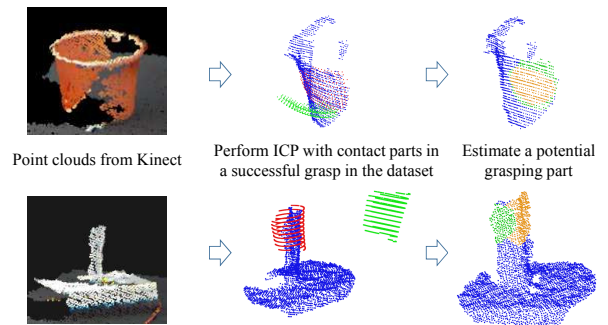 Point clouds from Kinect
Perform ICP with contact parts in
a successful grasp in the dataset
Estimate a potential
grasping part